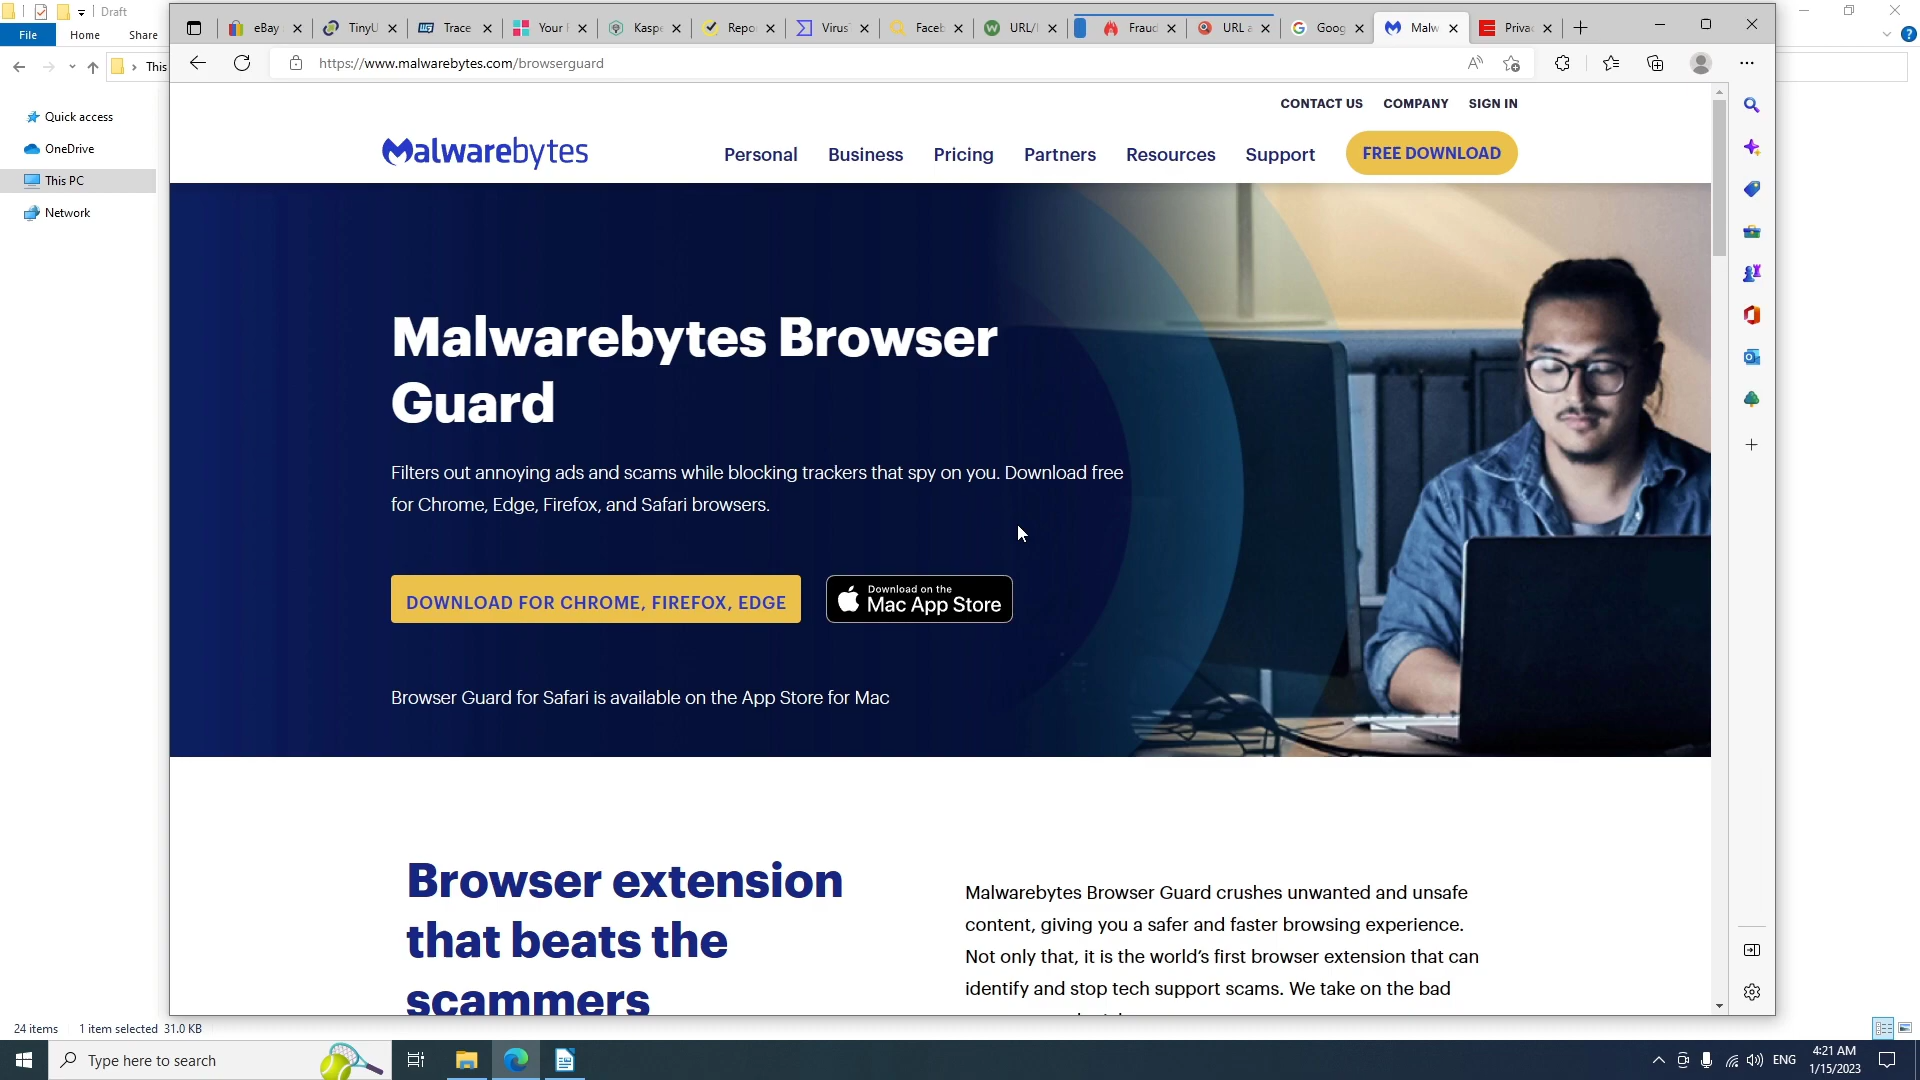 Draft
File
Home
Share
This
Quick access
OneDrive
This PC
Network
eBay
TinyU
Trace
Your
Kaspe
Repo
Virus
Faceb
URL/
Fraud
URL a
Goog
Malw
Priva
https://www.malwarebytes.com/browserguard
CONTACT US COMPANY SIGN IN
Malwarebytes
Personal Business Pricing Partners Resources Support FREE DOWNLOAD
Malwarebytes Browser
Guard
Filters out annoying ads and scams while blocking trackers that spy on you. Download free
for Chrome, Edge, Firefox, and Safari browsers.
DOWNLOAD FOR CHROME, FIREFOX, EDGE
Download on the
Mac App Store
Browser Guard for Safari is available on the App Store for Mac
Browser extension
that beats the
scammers
Malwarebytes Browser Guard crushes unwanted and unsafe
content, giving you a safer and faster browsing experience.
Not only that, it is the world's first browser extension that can
identify and stop tech support scams. We take on the bad
24 items 1 item selected 31.0 KB
Type here to search
ENG
4:21 AM
1/15/2023